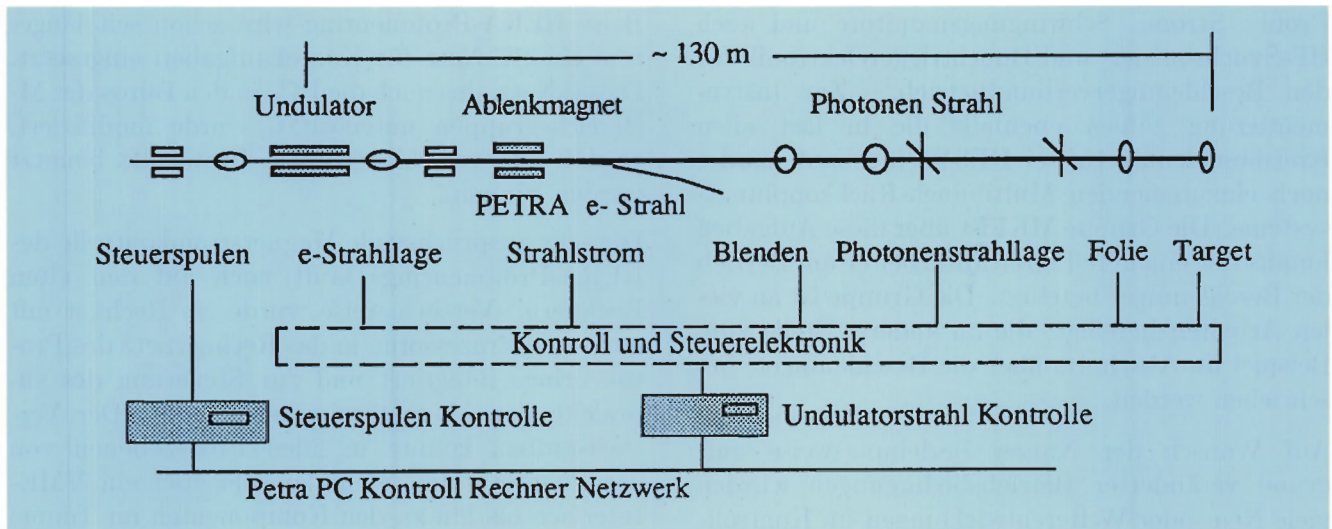 ~ 130 m
Undulator Ablenkmagnet Photonen Strahl
PETRA e- Strahl
Steuerspulen e-Strahllage Strahlstrom Blenden Photonenstrahllage Folie Target
Kontroll und Steuerelektronik
Steuerspulen Kontrolle Undulatorstrahl Kontrolle
Petra PC Kontroll Rechner Netzwerk